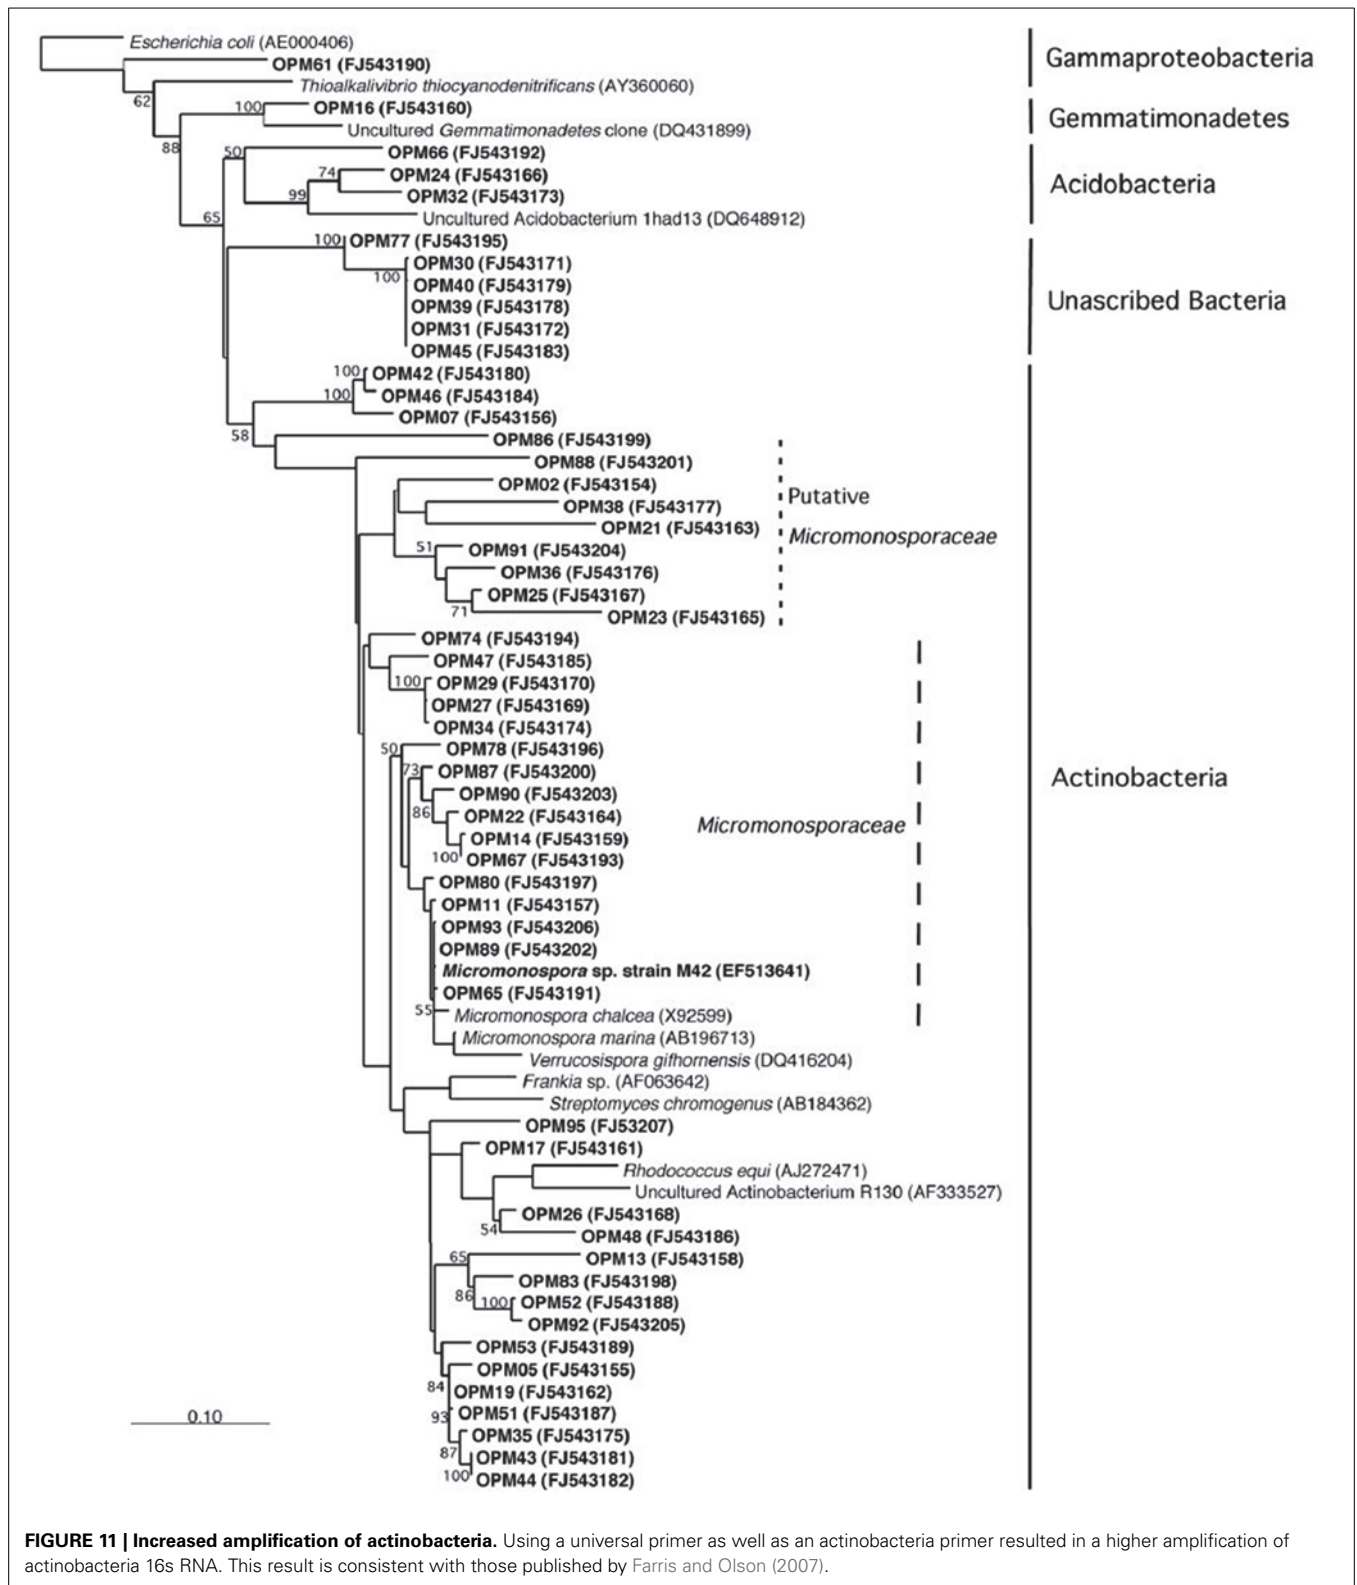 Escherichia coli (AE000406)
OPM61 (FJ543190)
Gammaproteobacteria
Thioalkalivibrio thiocyanodenitrificans (AY360060)
62
100
OPM16 (FJ543160)
Gemmatimonadetes
Uncultured Gemmatimonadetes clone (DQ431899)
88
50
OPM66 (FJ543192)
74
OPM24 (FJ543166)
Acidobacteria
99
OPM32 (FJ543173)
65
Uncultured Acidobacterium 1had13 (DQ648912)
100
OPM77 (FJ543195)
OPM30 (FJ543171)
100
OPM40 (FJ543179)
Unascribed Bacteria
OPM39 (FJ543178)
OPM31 (FJ543172)
OPM45 (FJ543183)
100
OPM42 (FJ543180)
100
OPM46 (FJ543184)
OPM07 (FJ543156)
58
OPM86 (FJ543199)
OPM88 (FJ543201)
OPM02 (FJ543154)
Putative
OPM38 (FJ543177)
OPM21 (FJ543163)
Micromonosporaceae
51
OPM91 (FJ543204)
OPM36 (FJ543176)
OPM25 (FJ543167)
71
OPM23 (FJ543165)
OPM74 (FJ543194)
OPM47 (FJ543185)
100
OPM29 (FJ543170)
OPM27 (FJ543169)
OPM34 (FJ543174)
50
OPM78 (FJ543196)
73
OPM87 (FJ543200)
Actinobacteria
OPM90 (FJ543203)
86
OPM22 (FJ543164)
Micromonosporaceae
OPM14 (FJ543159)
100
OPM67 (FJ543193)
OPM80 (FJ543197)
OPM11 (FJ543157)
OPM93 (FJ543206)
OPM89 (FJ543202)
Micromonospora sp. strain M42 (EF513641)
OPM65 (FJ543191)
55
Micromonospora chalcea (X92599)
Micromonospora marina (AB196713)
Verrucosispora gifhornensis (DQ416204)
Frankia sp. (AF063642)
Streptomyces chromogenus (AB184362)
OPM95 (FJ53207)
OPM17 (FJ543161)
Rhodococcus equi (AJ272471)
Uncultured Actinobacterium R130 (AF333527)
OPM26 (FJ543168)
54
OPM48 (FJ543186)
65
OPM13 (FJ543158)
OPM83 (FJ543198)
86
100
OPM52 (FJ543188)
OPM92 (FJ543205)
OPM53 (FJ543189)
OPM05 (FJ543155)
84
OPM19 (FJ543162)
0.10
93
OPM51 (FJ543187)
OPM35 (FJ543175)
87
OPM43 (FJ543181)
100
OPM44 (FJ543182)
FIGURE 11 | Increased amplification of actinobacteria. Using a universal primer as well as an actinobacteria primer resulted in a higher amplification of
actinobacteria 16s RNA. This result is consistent with those published by Farris and Olson (2007).